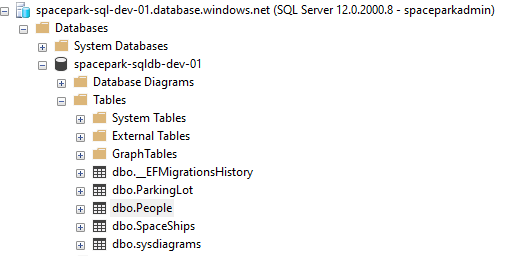 spacepark-sql-dev-01.database.windows.net (SQL Server 12.0.2000.8 - spaceparkadmin)
Databases
System Databases
spacepark-sqldb-dev-01
Database Diagrams
Tables
System Tables
External Tables
GraphTables
dbo.__EFMigrationsHistory
dbo.ParkingLot
dbo.People
dbo.SpaceShips
dbo.sysdiagrams